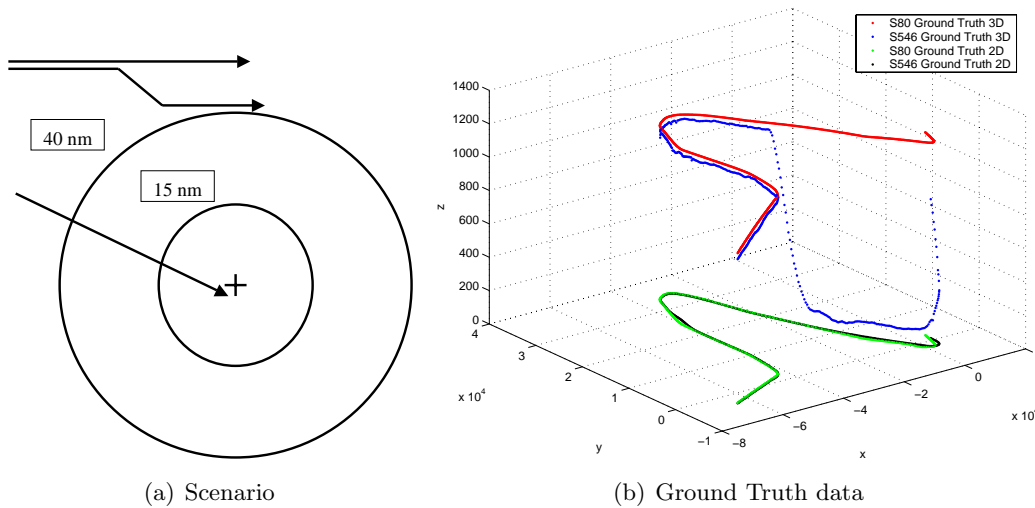 40 nm
15 nm
(a) Scenario
S80 Ground Truth 3D
S546 Ground Truth 3D
S80 Ground Truth 2D
S546 Ground Truth 2D
1400
1200
1000
800
600
400
200
0
z
4
3
2
1
0
−1
x 10⁴
y
−8
−6
−4
−2
0
x 10
x
(b) Ground Truth data